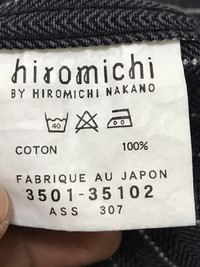 hiromichi
BY HIROMICHI NAKANO
40
COTON 100%
FABRIQUE AU JAPON
3501-35102
ASS 307